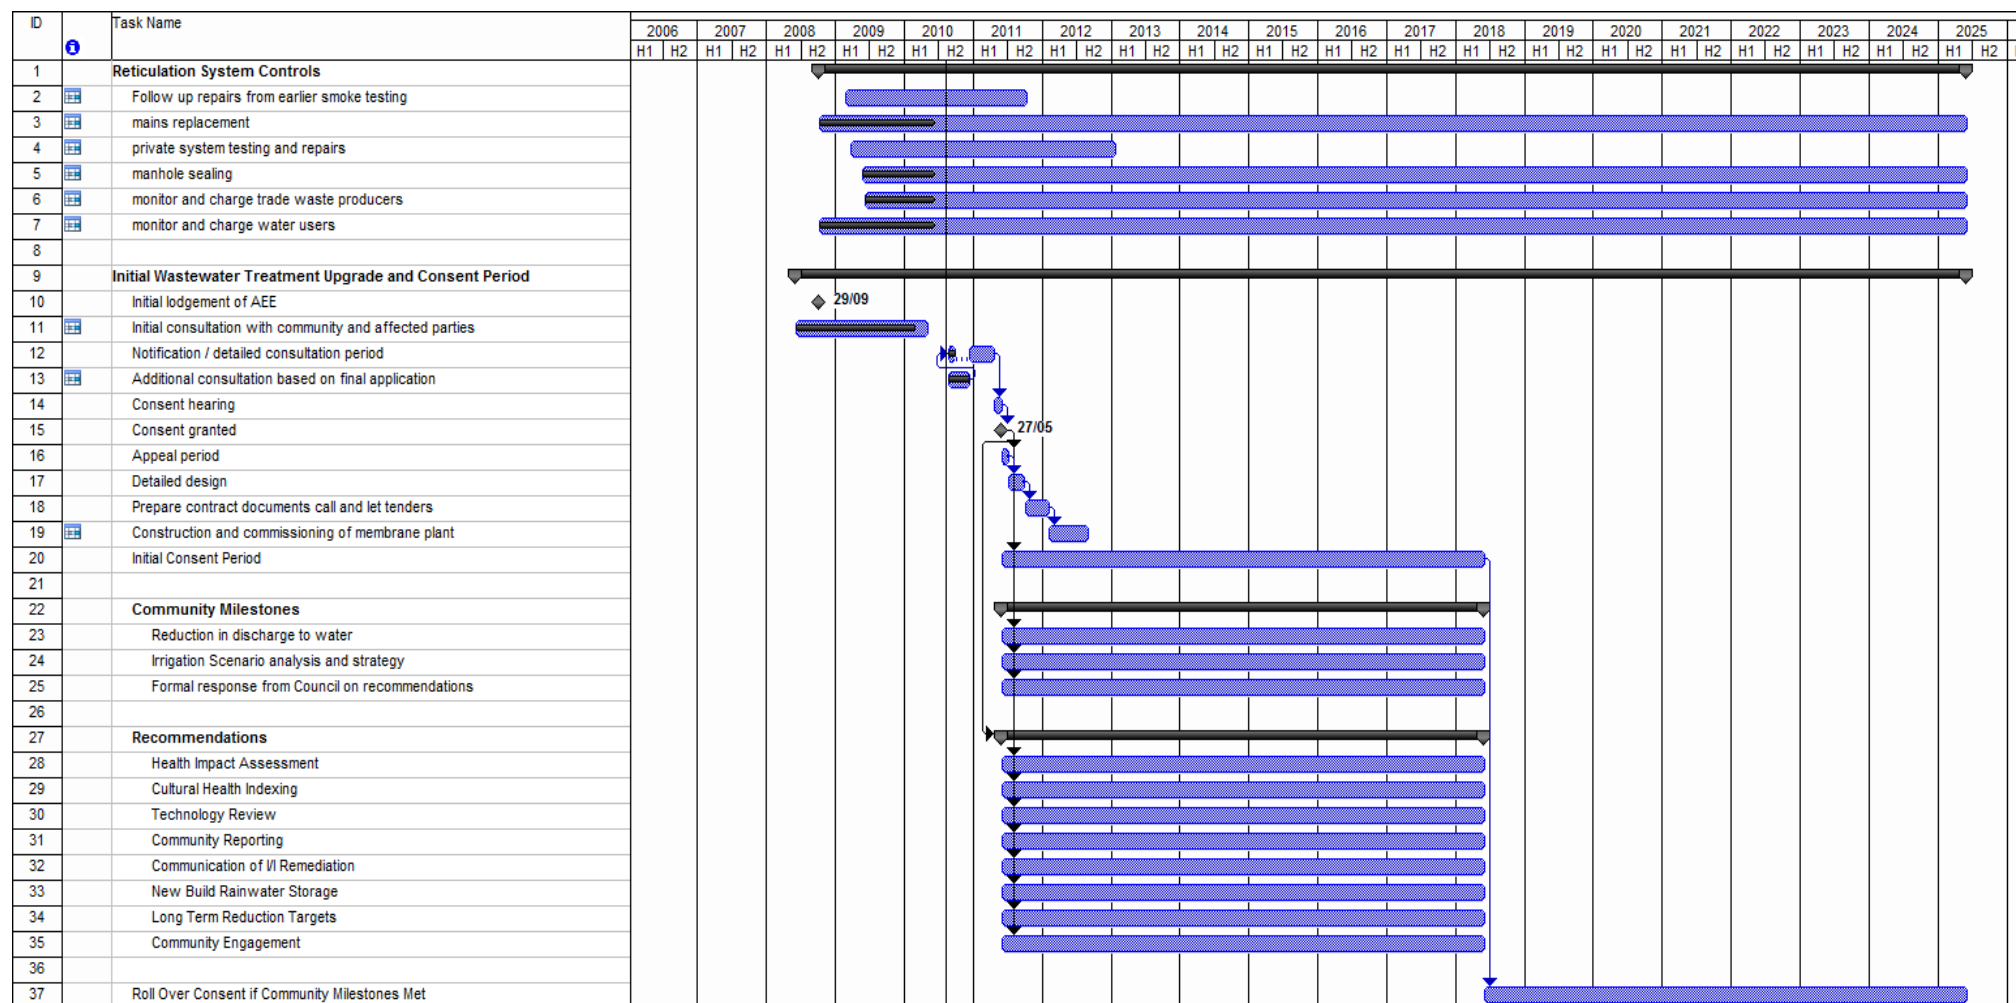 ID Task Name
2006 2007 2008 2009 2010 2011 2012 2013 2014 2015 2016 2017 2018 2019 2020 2021 2022 2023 2024 2025
H1 H2 H1 H2 H1 H2 H1 H2 H1 H2 H1 H2 H1 H2 H1 H2 H1 H2 H1 H2 H1 H2 H1 H2 H1 H2 H1 H2 H1 H2 H1 H2 H1 H2 H1 H2 H1 H2 H1 H2
1 Reticulation System Controls
2 Follow up repairs from earlier smoke testing
3 mains replacement
4 private system testing and repairs
5 manhole sealing
6 monitor and charge trade waste producers
7 monitor and charge water users
8
9 Initial Wastewater Treatment Upgrade and Consent Period
10 Initial lodgement of AEE 29/09
11 Initial consultation with community and affected parties
12 Notification / detailed consultation period
13 Additional consultation based on final application
14 Consent hearing
15 Consent granted 27/05
16 Appeal period
17 Detailed design
18 Prepare contract documents call and let tenders
19 Construction and commissioning of membrane plant
20 Initial Consent Period
21
22 Community Milestones
23 Reduction in discharge to water
24 Irrigation Scenario analysis and strategy
25 Formal response from Council on recommendations
26
27 Recommendations
28 Health Impact Assessment
29 Cultural Health Indexing
30 Technology Review
31 Community Reporting
32 Communication of I/I Remediation
33 New Build Rainwater Storage
34 Long Term Reduction Targets
35 Community Engagement
36
37 Roll Over Consent if Community Milestones Met